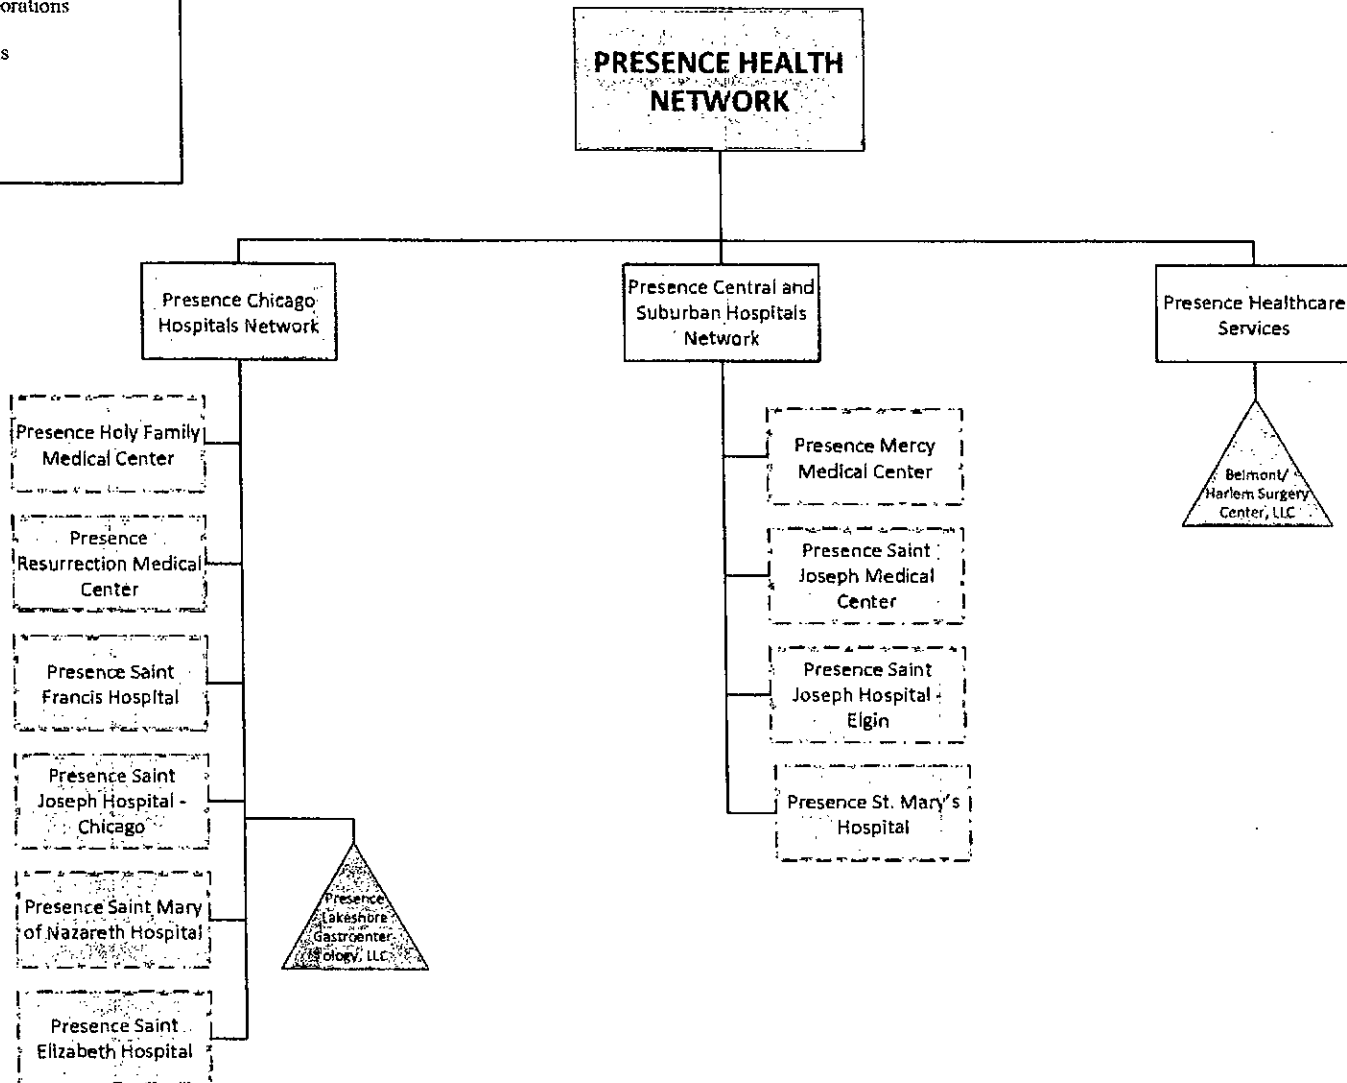 orations
s
PRESENCE HEALTH
NETWORK
Presence Chicago
Hospitals Network
Presence Central and
Suburban Hospitals
Network
Presence Healthcare
Services
Presence Holy Family
Medical Center
Presence
Resurrection Medical
Center
Presence Saint
Francis Hospital
Presence Saint
Joseph Hospital -
Chicago
Presence Saint Mary
of Nazareth Hospital
Presence Saint
Elizabeth Hospital
Presence
Lakeshore
Gastroenter
ology, LLC
Presence Mercy
Medical Center
Presence Saint
Joseph Medical
Center
Presence Saint
Joseph Hospital -
Elgin
Presence St. Mary's
Hospital
Belmont/
Harlem Surgery
Center, LLC